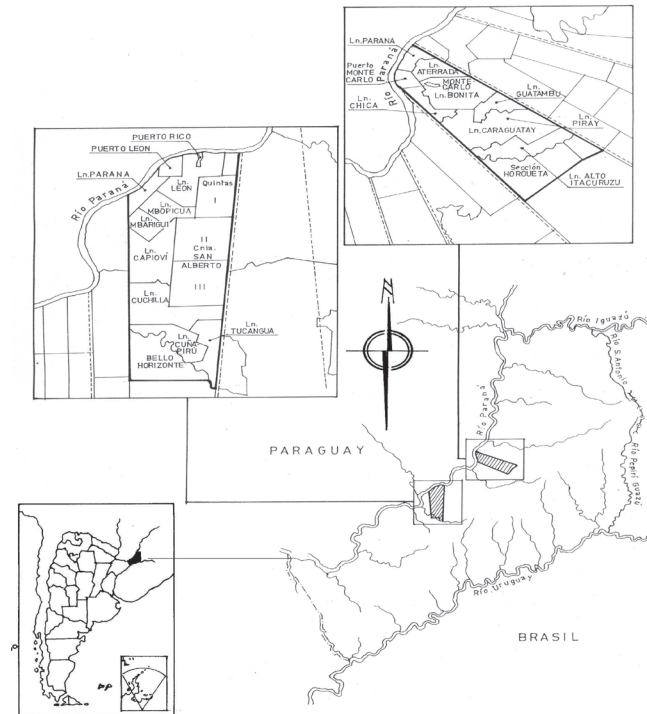 Ln. PARANA
Puerto
MONTE
CARLO
Ln.
CHICA
Río Paraná
Ln.
ATERRADA
MONTE-
CARLO
Ln. BONITA
Ln.
GUATAMBU
Ln.
PIRAY
Ln. CARAGUATAY
Sección
HORQUETA
Ln. ALTO
ITACURUZU
PUERTO RICO
PUERTO LEON
Ln. PARANA
Río Paraná
Ln.
LEON
Quintas
I
Ln.
MBOPICUA
Ln.
MBARIGUI
Ln.
CAPIOVÍ
II
Cnia.
SAN
ALBERTO
III
Ln.
CUCHILLA
Ln.
TUCANGUA
Ln.
CUÑA
PIRÚ
BELLO
HORIZONTE
N
PARAGUAY
Río Paraná
Río Iguazú
Río S. Antonio
Río Pepirí Guazú
Río Uruguay
BRASIL